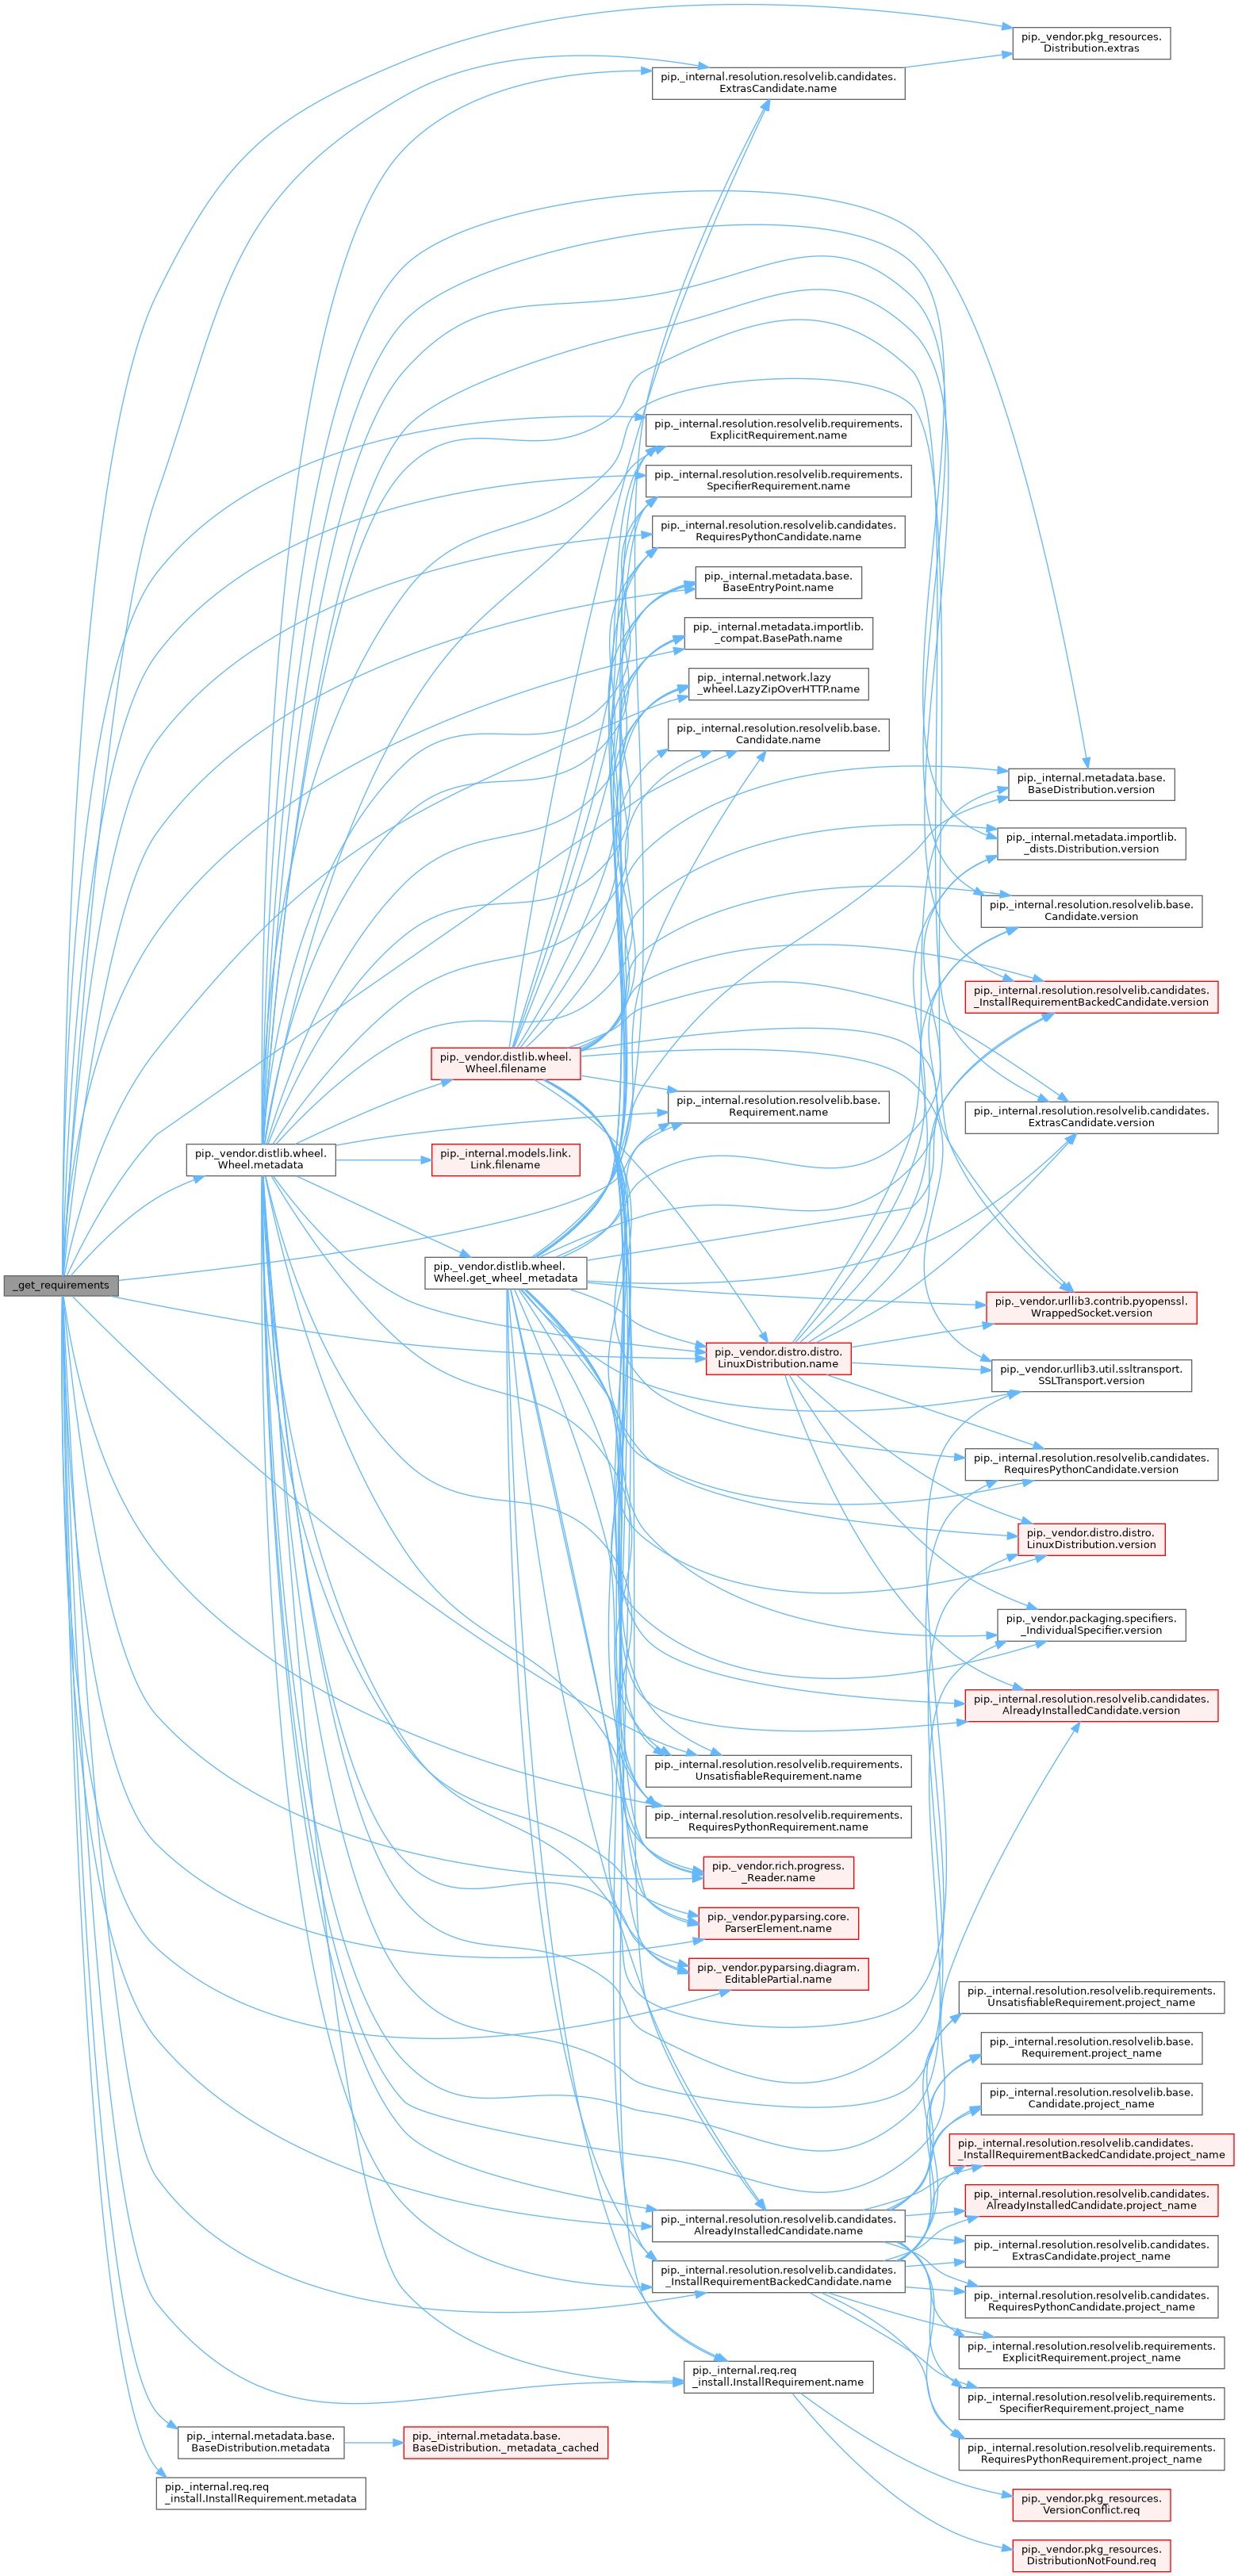 pip._vendor.pkg_resources.
Distribution.extras
pip._internal.resolution.resolvelib.candidates.
ExtrasCandidate.name
pip._internal.resolution.resolvelib.requirements.
ExplicitRequirement.name
pip._internal.resolution.resolvelib.requirements.
SpecifierRequirement.name
pip._internal.resolution.resolvelib.candidates.
RequiresPythonCandidate.name
pip._internal.metadata.base.
BaseEntryPoint.name
pip._internal.metadata.importlib.
_compat.BasePath.name
pip._internal.network.lazy
_wheel.LazyZipOverHTTP.name
pip._internal.resolution.resolvelib.base.
Candidate.name
pip._internal.metadata.base.
BaseDistribution.version
pip._internal.metadata.importlib.
_dists.Distribution.version
pip._internal.resolution.resolvelib.base.
Candidate.version
pip._internal.resolution.resolvelib.candidates.
_InstallRequirementBackedCandidate.version
pip._vendor.distlib.wheel.
Wheel.filename
pip._internal.resolution.resolvelib.base.
Requirement.name
pip._internal.resolution.resolvelib.candidates.
ExtrasCandidate.version
pip._vendor.distlib.wheel.
Wheel.metadata
pip._internal.models.link.
Link.filename
_get_requirements
pip._vendor.distlib.wheel.
Wheel.get_wheel_metadata
pip._vendor.urllib3.contrib.pyopenssl.
WrappedSocket.version
pip._vendor.distro.distro.
LinuxDistribution.name
pip._vendor.urllib3.util.ssltransport.
SSLTransport.version
pip._internal.resolution.resolvelib.candidates.
RequiresPythonCandidate.version
pip._vendor.distro.distro.
LinuxDistribution.version
pip._vendor.packaging.specifiers.
_IndividualSpecifier.version
pip._internal.resolution.resolvelib.candidates.
AlreadyInstalledCandidate.version
pip._internal.resolution.resolvelib.requirements.
UnsatisfiableRequirement.name
pip._internal.resolution.resolvelib.requirements.
RequiresPythonRequirement.name
pip._vendor.rich.progress.
_Reader.name
pip._vendor.pyparsing.core.
ParserElement.name
pip._vendor.pyparsing.diagram.
EditablePartial.name
pip._internal.resolution.resolvelib.requirements.
UnsatisfiableRequirement.project_name
pip._internal.resolution.resolvelib.base.
Requirement.project_name
pip._internal.resolution.resolvelib.base.
Candidate.project_name
pip._internal.resolution.resolvelib.candidates.
_InstallRequirementBackedCandidate.project_name
pip._internal.resolution.resolvelib.candidates.
AlreadyInstalledCandidate.project_name
pip._internal.resolution.resolvelib.candidates.
AlreadyInstalledCandidate.name
pip._internal.resolution.resolvelib.candidates.
ExtrasCandidate.project_name
pip._internal.resolution.resolvelib.candidates.
_InstallRequirementBackedCandidate.name
pip._internal.resolution.resolvelib.candidates.
RequiresPythonCandidate.project_name
pip._internal.resolution.resolvelib.requirements.
ExplicitRequirement.project_name
pip._internal.req.req
_install.InstallRequirement.name
pip._internal.resolution.resolvelib.requirements.
SpecifierRequirement.project_name
pip._internal.metadata.base.
BaseDistribution.metadata
pip._internal.metadata.base.
BaseDistribution._metadata_cached
pip._internal.resolution.resolvelib.requirements.
RequiresPythonRequirement.project_name
pip._internal.req.req
_install.InstallRequirement.metadata
pip._vendor.pkg_resources.
VersionConflict.req
pip._vendor.pkg_resources.
DistributionNotFound.req